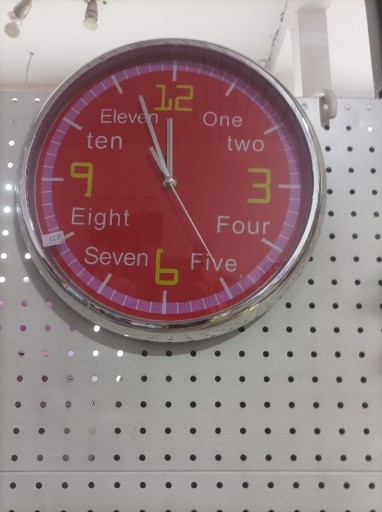 12
Eleven One
ten two
9 3
Eight Four
Seven 6 Five